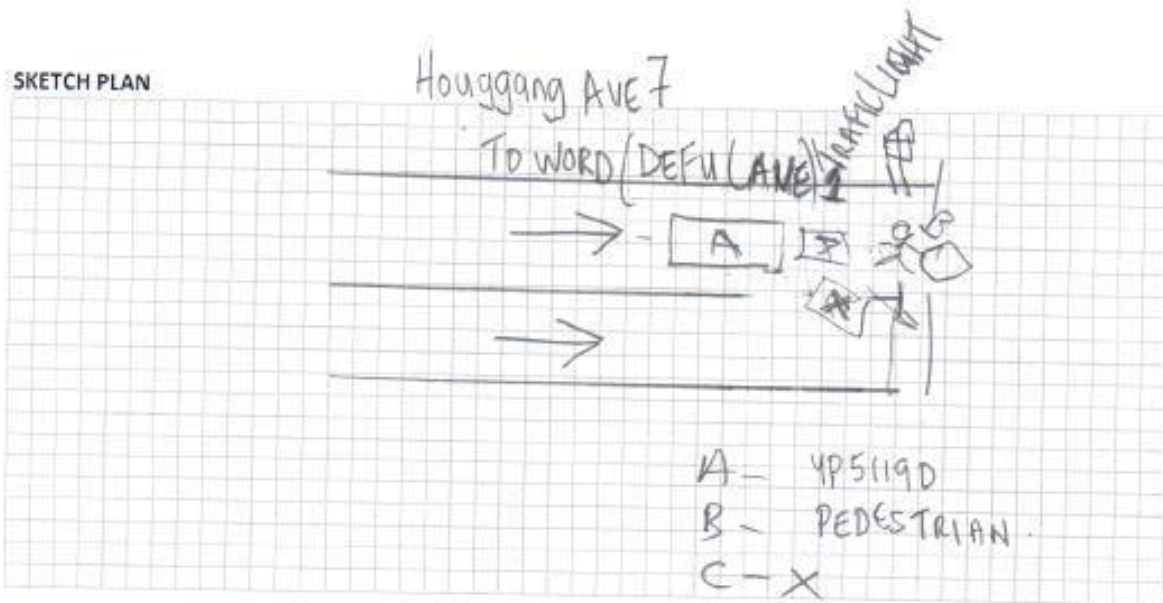 SKETCH PLAN
Houggang AVE 7
TO WORD (DEFU LANE) 1
TRAFIC LIGHT
A
A
B
X
A - YP5119D
B - PEDESTRIAN.
C - X